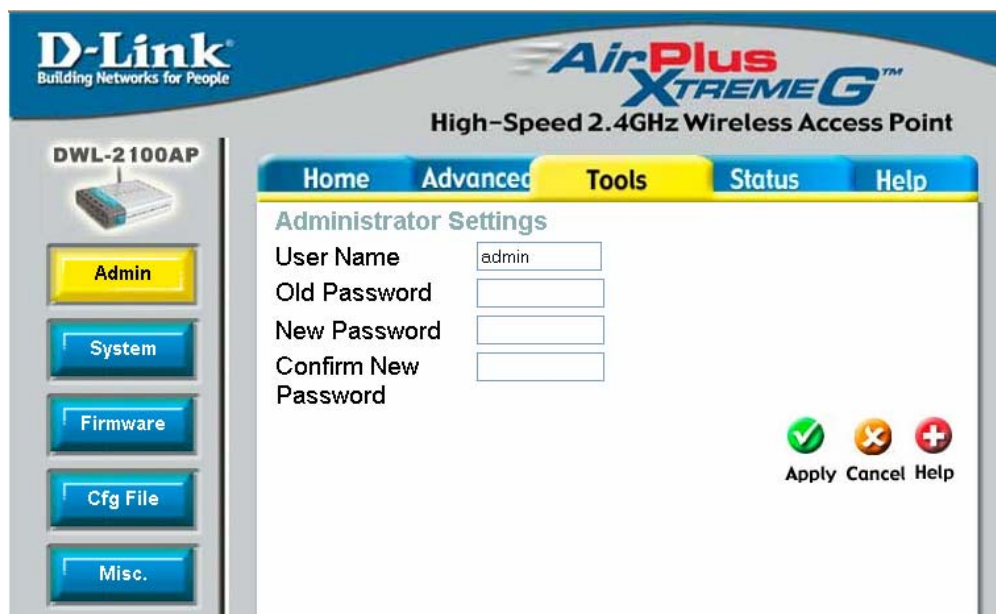 D-Link
Building Networks for People
AirPlus
XTREME G™
High-Speed 2.4GHz Wireless Access Point
DWL-2100AP
Home Advanced Tools Status Help
Administrator Settings
User Name admin
Old Password
New Password
Confirm New
Password
Admin
System
Firmware
Cfg File
Misc.
Apply Cancel Help